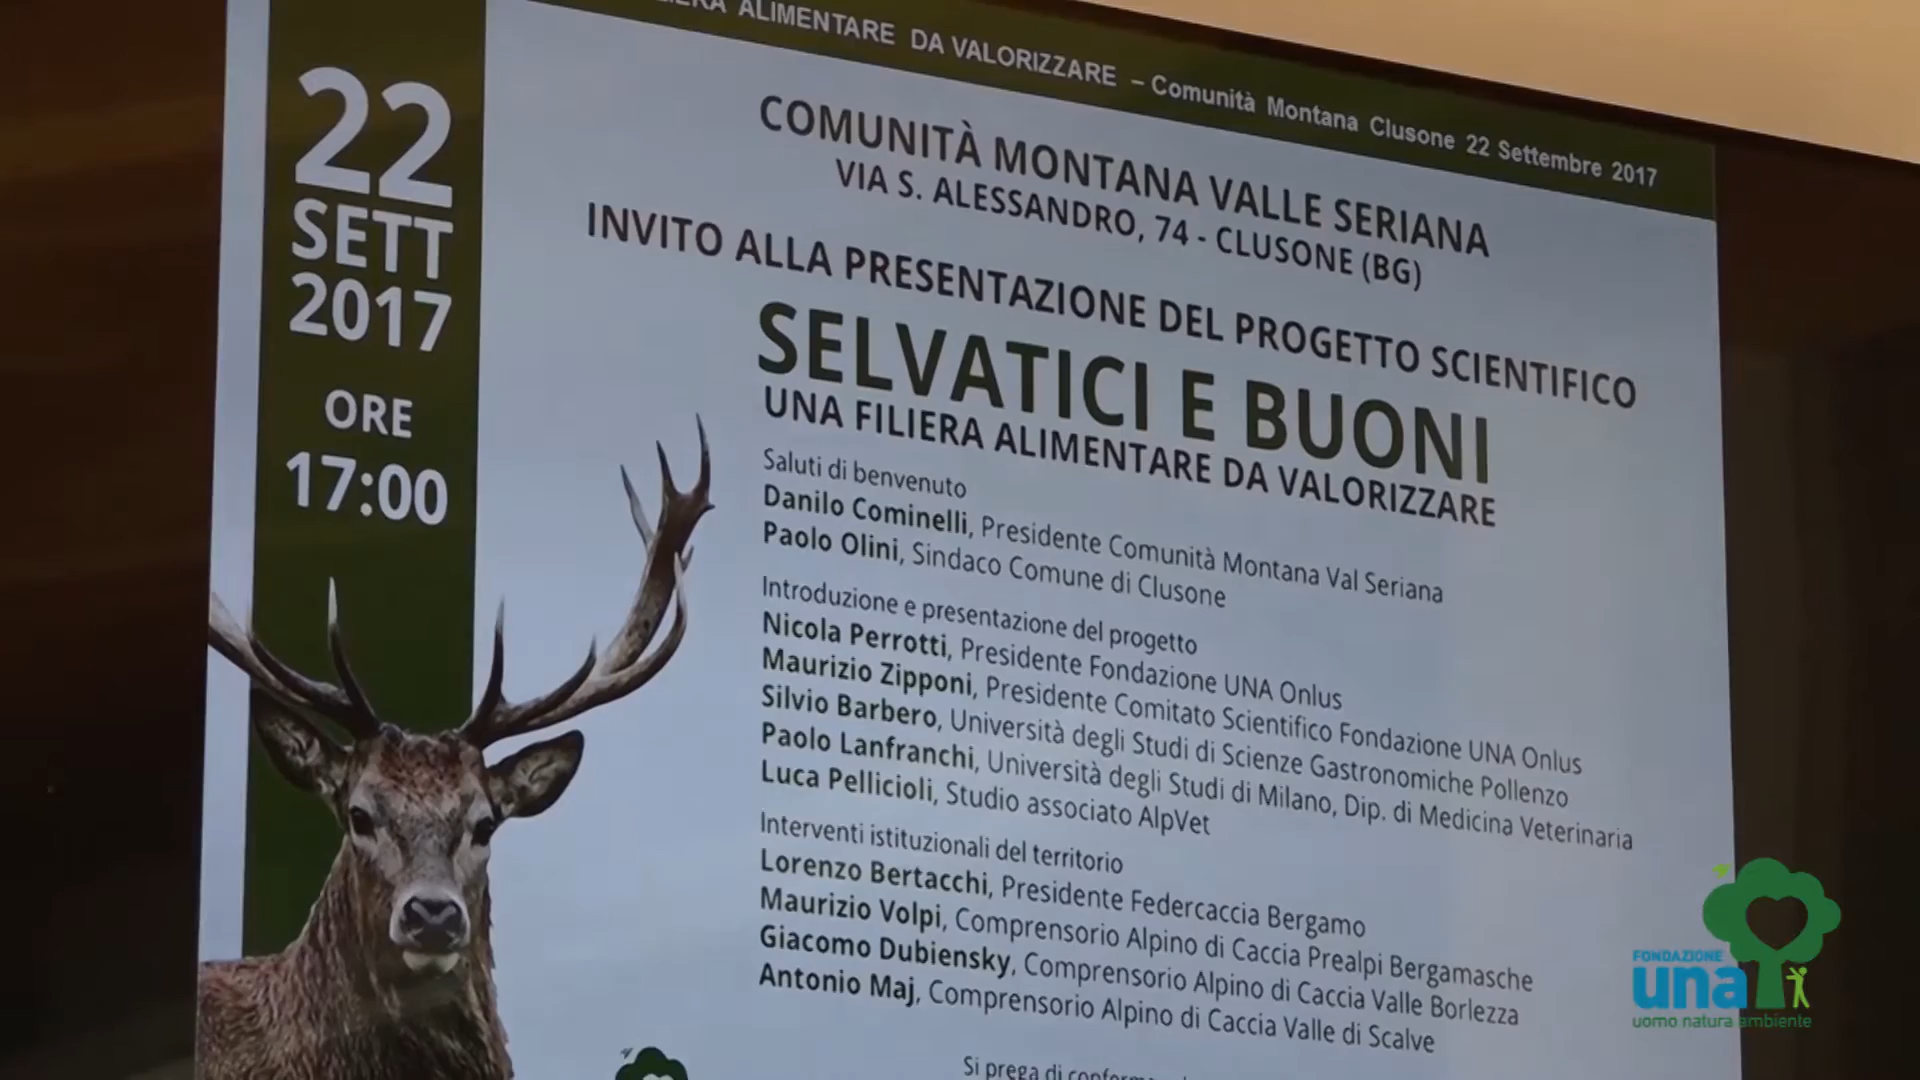 ALIMENTARE DA VALORIZZARE – Comunità Montana Clusone 22 Settembre 2017
22
SETT
2017
ORE
17:00
COMUNITÀ MONTANA VALLE SERIANA
VIA S. ALESSANDRO, 74 - CLUSONE (BG)
INVITO ALLA PRESENTAZIONE DEL PROGETTO SCIENTIFICO
SELVATICI E BUONI
UNA FILIERA ALIMENTARE DA VALORIZZARE
Saluti di benvenuto
Danilo Cominelli, Presidente Comunità Montana Val Seriana
Paolo Olini, Sindaco Comune di Clusone
Introduzione e presentazione del progetto
Nicola Perrotti, Presidente Fondazione UNA Onlus
Maurizio Zipponi, Presidente Comitato Scientifico Fondazione UNA Onlus
Silvio Barbero, Università degli Studi di Scienze Gastronomiche Pollenzo
Paolo Lanfranchi, Università degli Studi di Milano, Dip. di Medicina Veterinaria
Luca Pellicioli, Studio associato AlpVet
Interventi istituzionali del territorio
Lorenzo Bertacchi, Presidente Federcaccia Bergamo
Maurizio Volpi, Comprensorio Alpino di Caccia Prealpi Bergamasche
Giacomo Dubiensky, Comprensorio Alpino di Caccia Valle Borlezza
Antonio Maj, Comprensorio Alpino di Caccia Valle di Scalve
Si prega di
FONDAZIONE
una
uomo natura ambiente